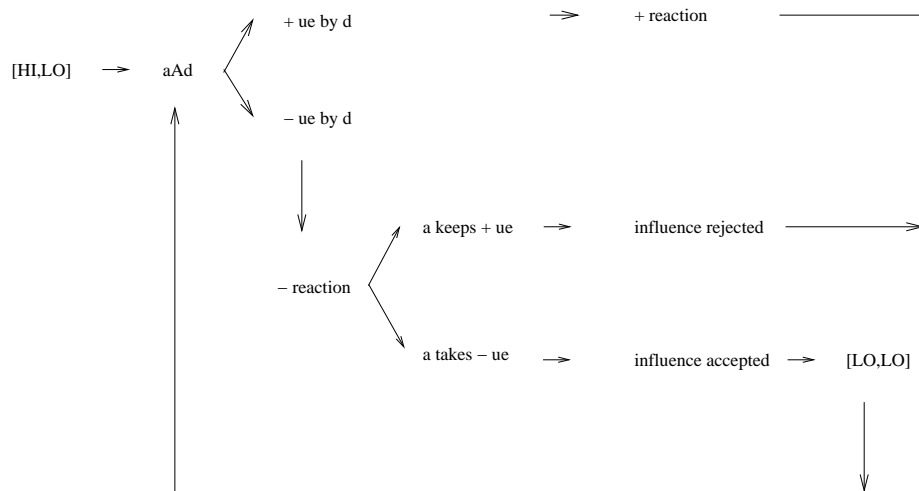 + ue by d
+ reaction
[HI,LO]
aAd
− ue by d
a keeps + ue
influence rejected
− reaction
a takes − ue
influence accepted
[LO,LO]